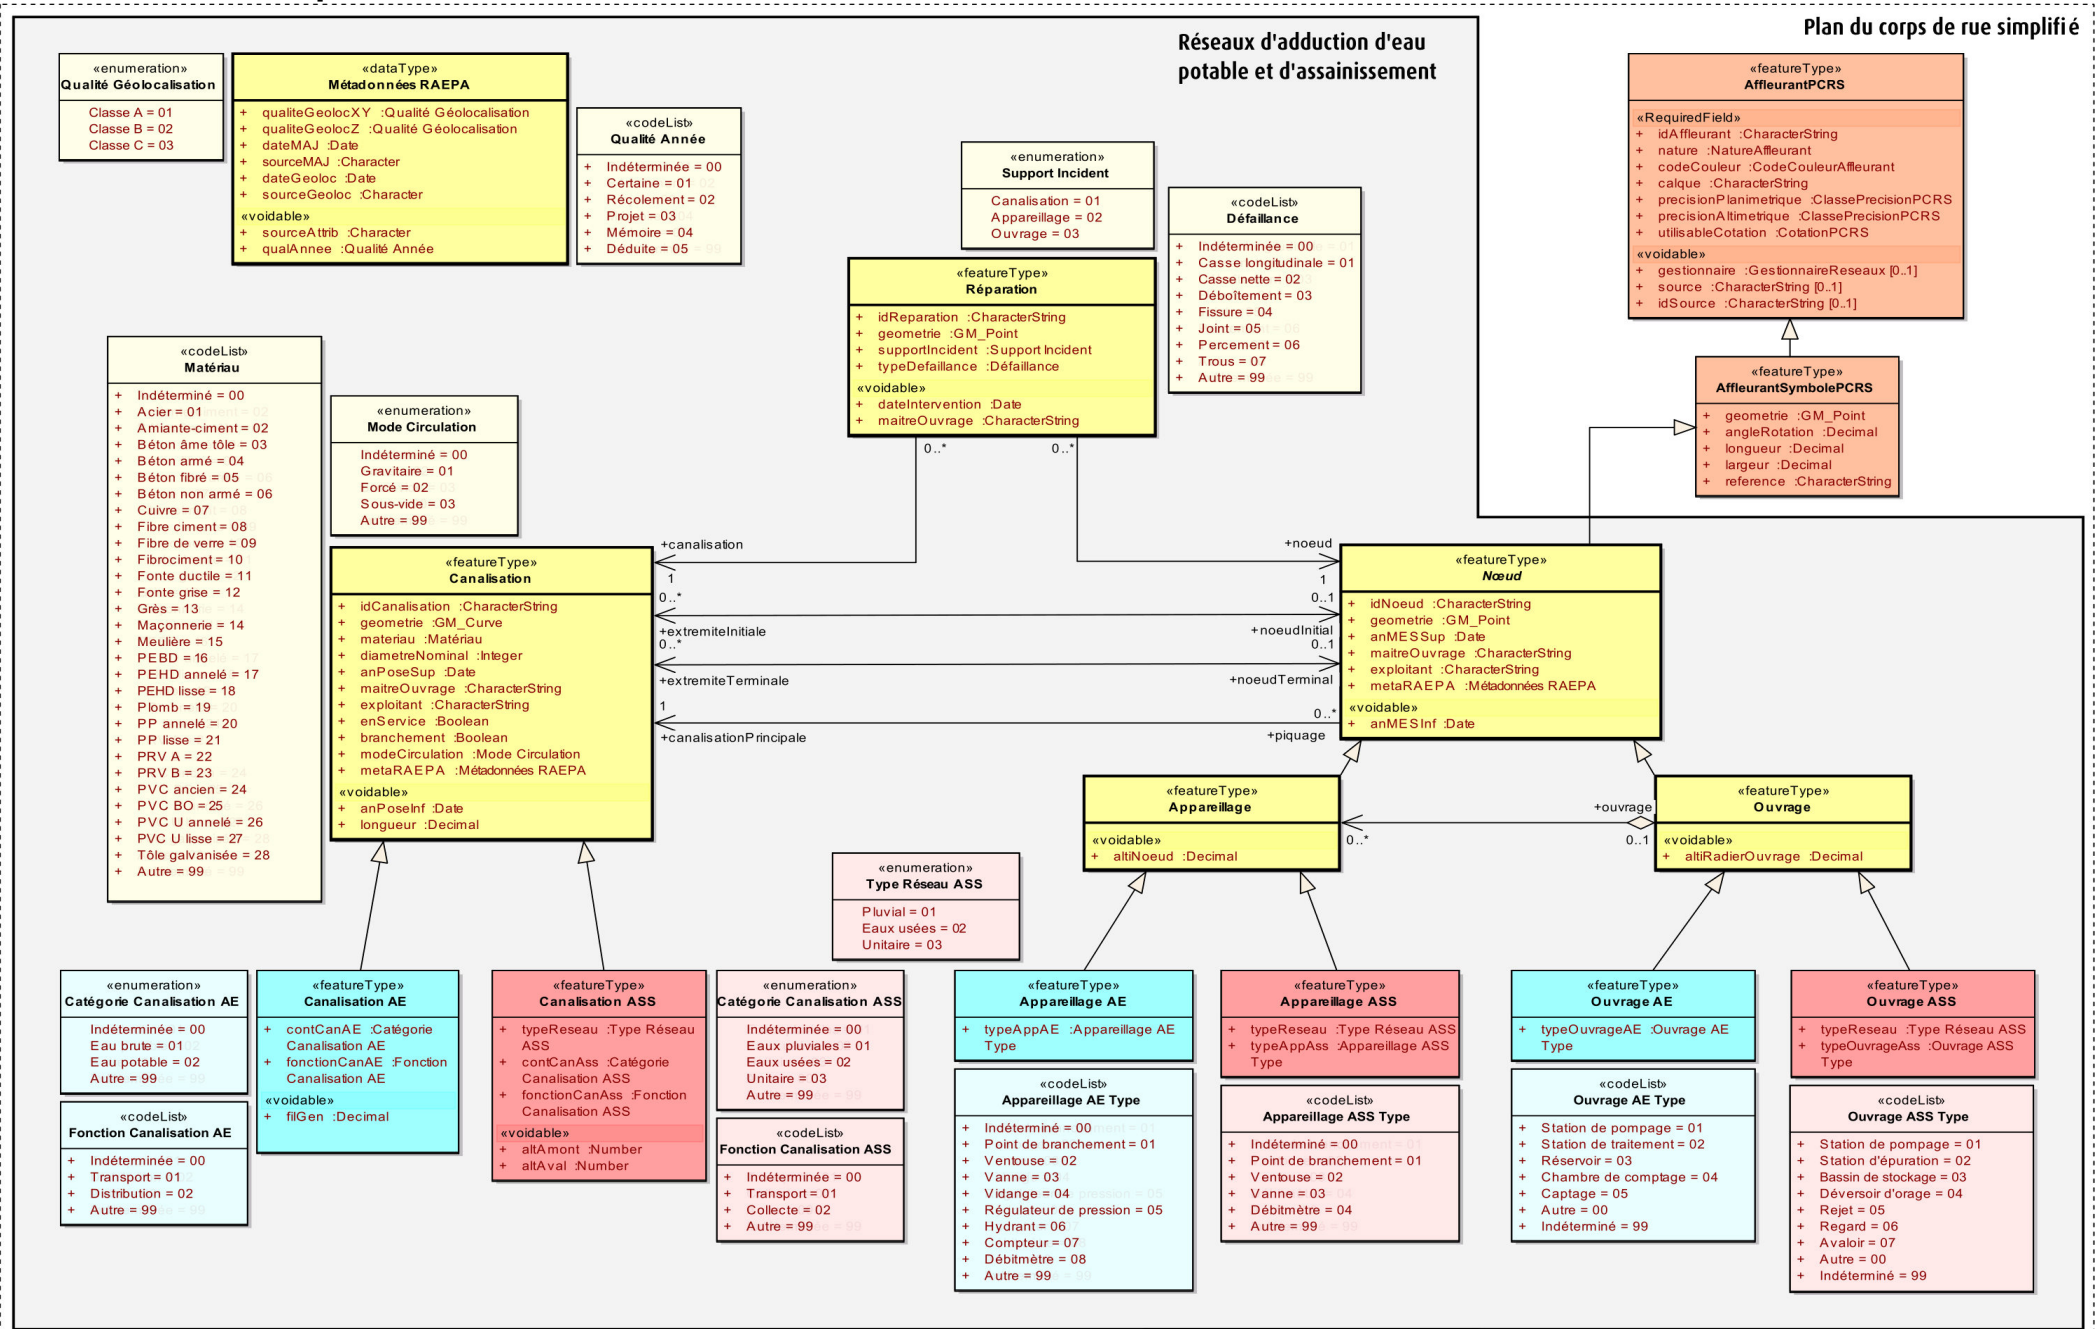 Plan du corps de rue simplifié
Réseaux d'adduction d'eau
potable et d'assainissement
«enumeration»
Qualité Géolocalisation
Classe A = 01
Classe B = 02
Classe C = 03
«dataType»
Métadonnées RAEPA
+ qualiteGeolocXY :Qualité Géolocalisation
+ qualiteGeolocZ :Qualité Géolocalisation
+ dateMAJ :Date
+ sourceMAJ :Character
+ dateGeoloc :Date
+ sourceGeoloc :Character
«voidable»
+ sourceAttrib :Character
+ qualAnnee :Qualité Année
«codeList»
Qualité Année
+ Indéterminée = 00
+ Certaine = 01
+ Récolement = 02
+ Projet = 03
+ Mémoire = 04
+ Déduite = 05
«enumeration»
Support Incident
Canalisation = 01
Appareillage = 02
Ouvrage = 03
«codeList»
Défaillance
+ Indéterminée = 00
+ Casse longitudinale = 01
+ Casse nette = 02
+ Déboîtement = 03
+ Fissure = 04
+ Joint = 05
+ Percement = 06
+ Trous = 07
+ Autre = 99
«featureType»
Réparation
+ idReparation :CharacterString
+ geometrie :GM_Point
+ supportIncident :Support Incident
+ typeDefaillance :Défaillance
«voidable»
+ dateIntervention :Date
+ maitreOuvrage :CharacterString
«featureType»
AffleurantPCRS
«RequiredField»
+ idAffleurant :CharacterString
+ nature :NatureAffleurant
+ codeCouleur :CodeCouleurAffleurant
+ calque :CharacterString
+ precisionPlanimetrique :ClassePrecisionPCRS
+ precisionAltimetrique :ClassePrecisionPCRS
+ utilisableCotation :CotationPCRS
«voidable»
+ gestionnaire :GestionnaireReseaux [0..1]
+ source :CharacterString [0..1]
+ idSource :CharacterString [0..1]
«featureType»
AffleurantSymbolePCRS
+ geometrie :GM_Point
+ angleRotation :Decimal
+ longueur :Decimal
+ largeur :Decimal
+ reference :CharacterString
«codeList»
Matériau
+ Indéterminé = 00
+ Acier = 01
+ Amiante-ciment = 02
+ Béton âme tôle = 03
+ Béton armé = 04
+ Béton fibré = 05
+ Béton non armé = 06
+ Cuivre = 07
+ Fibre ciment = 08
+ Fibre de verre = 09
+ Fibrociment = 10
+ Fonte ductile = 11
+ Fonte grise = 12
+ Grès = 13
+ Maçonnerie = 14
+ Meulière = 15
+ PEBD = 16
+ PEHD annelé = 17
+ PEHD lisse = 18
+ Plomb = 19
+ PP annelé = 20
+ PP lisse = 21
+ PRV A = 22
+ PRV B = 23
+ PVC ancien = 24
+ PVC BO = 25
+ PVC U annelé = 26
+ PVC U lisse = 27
+ Tôle galvanisée = 28
+ Autre = 99
«enumeration»
Mode Circulation
Indéterminé = 00
Gravitaire = 01
Forcé = 02
Sous-vide = 03
Autre = 99
0..* 0..*
+canalisation +noeud
1 1
0..* 0..1
+extremiteInitiale +noeudInitial
0..* 0..1
+extremiteTerminale +noeudTerminal
1 0..*
+canalisationPrincipale +piquage
«featureType»
Canalisation
+ idCanalisation :CharacterString
+ geometrie :GM_Curve
+ materiau :Matériau
+ diametreNominal :Integer
+ anPoseSup :Date
+ maitreOuvrage :CharacterString
+ exploitant :CharacterString
+ enService :Boolean
+ branchement :Boolean
+ modeCirculation :Mode Circulation
+ metaRAEPA :Métadonnées RAEPA
«voidable»
+ anPoseInf :Date
+ longueur :Decimal
«featureType»
Nœud
+ idNoeud :CharacterString
+ geometrie :GM_Point
+ anMESSup :Date
+ maitreOuvrage :CharacterString
+ exploitant :CharacterString
+ metaRAEPA :Métadonnées RAEPA
«voidable»
+ anMESInf :Date
«featureType»
Appareillage
«voidable»
+ altiNoeud :Decimal
+ouvrage
0..* 0..1
«featureType»
Ouvrage
«voidable»
+ altiRadierOuvrage :Decimal
«enumeration»
Type Réseau ASS
Pluvial = 01
Eaux usées = 02
Unitaire = 03
«enumeration»
Catégorie Canalisation AE
Indéterminée = 00
Eau brute = 01
Eau potable = 02
Autre = 99
«codeList»
Fonction Canalisation AE
+ Indéterminée = 00
+ Transport = 01
+ Distribution = 02
+ Autre = 99
«featureType»
Canalisation AE
+ contCanAE :Catégorie
Canalisation AE
+ fonctionCanAE :Fonction
Canalisation AE
«voidable»
+ filGen :Decimal
«featureType»
Canalisation ASS
+ typeReseau :Type Réseau
ASS
+ contCanAss :Catégorie
Canalisation ASS
+ fonctionCanAss :Fonction
Canalisation ASS
«voidable»
+ altAmont :Number
+ altAval :Number
«enumeration»
Catégorie Canalisation ASS
Indéterminée = 00
Eaux pluviales = 01
Eaux usées = 02
Unitaire = 03
Autre = 99
«codeList»
Fonction Canalisation ASS
+ Indéterminée = 00
+ Transport = 01
+ Collecte = 02
+ Autre = 99
«featureType»
Appareillage AE
+ typeAppAE :Appareillage AE
Type
«codeList»
Appareillage AE Type
+ Indéterminé = 00
+ Point de branchement = 01
+ Ventouse = 02
+ Vanne = 03
+ Vidange = 04
+ Régulateur de pression = 05
+ Hydrant = 06
+ Compteur = 07
+ Débitmètre = 08
+ Autre = 99
«featureType»
Appareillage ASS
+ typeReseau :Type Réseau ASS
+ typeAppAss :Appareillage ASS
Type
«codeList»
Appareillage ASS Type
+ Indéterminé = 00
+ Point de branchement = 01
+ Ventouse = 02
+ Vanne = 03
+ Débitmètre = 04
+ Autre = 99
«featureType»
Ouvrage AE
+ typeOuvrageAE :Ouvrage AE
Type
«codeList»
Ouvrage AE Type
+ Station de pompage = 01
+ Station de traitement = 02
+ Réservoir = 03
+ Chambre de comptage = 04
+ Captage = 05
+ Autre = 00
+ Indéterminé = 99
«featureType»
Ouvrage ASS
+ typeReseau :Type Réseau ASS
+ typeOuvrageAss :Ouvrage ASS
Type
«codeList»
Ouvrage ASS Type
+ Station de pompage = 01
+ Station d'épuration = 02
+ Bassin de stockage = 03
+ Déversoir d'orage = 04
+ Rejet = 05
+ Regard = 06
+ Avaloir = 07
+ Autre = 00
+ Indéterminé = 99